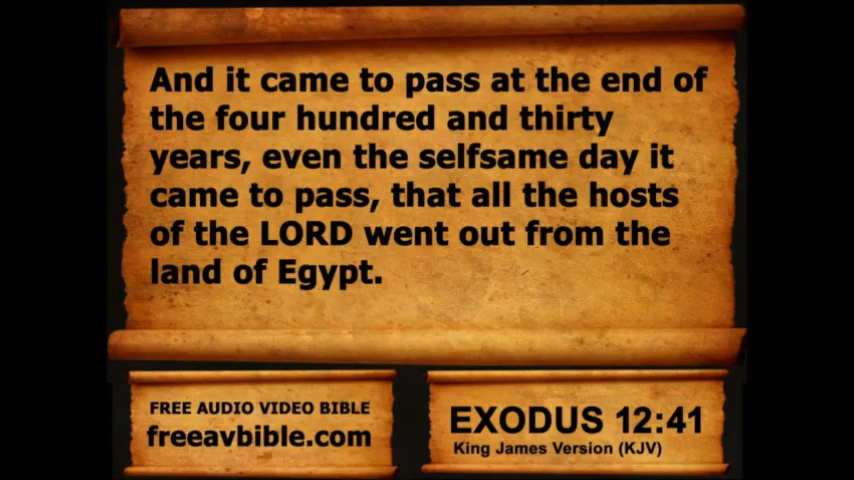 And it came to pass at the end of
the four hundred and thirty
years, even the selfsame day it
came to pass, that all the hosts
of the LORD went out from the
land of Egypt.
FREE AUDIO VIDEO BIBLE
freeavbible.com
EXODUS 12:41
King James Version (KJV)